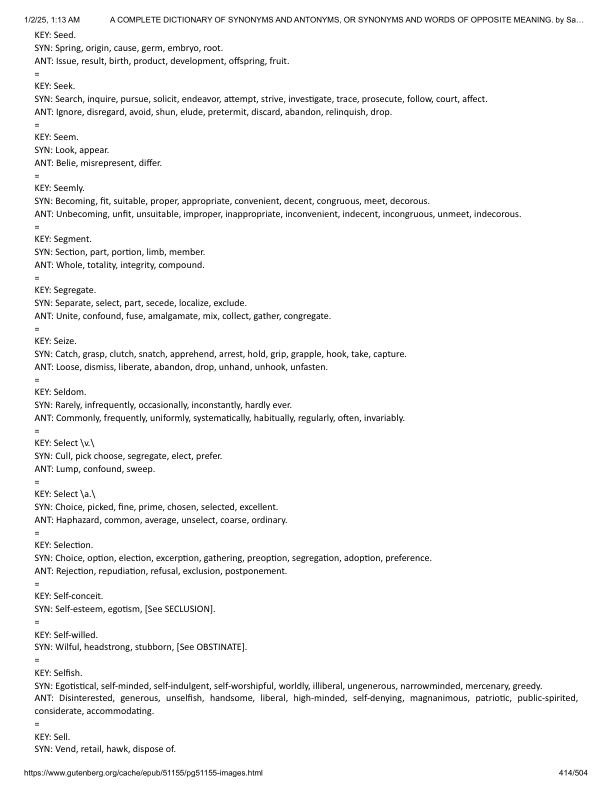 1/2/25, 1:13 AM A COMPLETE DICTIONARY OF SYNONYMS AND ANTONYMS, OR SYNONYMS AND WORDS OF OPPOSITE MEANING. by Sa…
KEY: Seed.
SYN: Spring, origin, cause, germ, embryo, root.
ANT: Issue, result, birth, product, development, offspring, fruit.
=
KEY: Seek.
SYN: Search, inquire, pursue, solicit, endeavor, attempt, strive, investigate, trace, prosecute, follow, court, affect.
ANT: Ignore, disregard, avoid, shun, elude, pretermit, discard, abandon, relinquish, drop.
=
KEY: Seem.
SYN: Look, appear.
ANT: Belie, misrepresent, differ.
=
KEY: Seemly.
SYN: Becoming, fit, suitable, proper, appropriate, convenient, decent, congruous, meet, decorous.
ANT: Unbecoming, unfit, unsuitable, improper, inappropriate, inconvenient, indecent, incongruous, unmeet, indecorous.
=
KEY: Segment.
SYN: Section, part, portion, limb, member.
ANT: Whole, totality, integrity, compound.
=
KEY: Segregate.
SYN: Separate, select, part, secede, localize, exclude.
ANT: Unite, confound, fuse, amalgamate, mix, collect, gather, congregate.
=
KEY: Seize.
SYN: Catch, grasp, clutch, snatch, apprehend, arrest, hold, grip, grapple, hook, take, capture.
ANT: Loose, dismiss, liberate, abandon, drop, unhand, unhook, unfasten.
=
KEY: Seldom.
SYN: Rarely, infrequently, occasionally, inconstantly, hardly ever.
ANT: Commonly, frequently, uniformly, systematically, habitually, regularly, often, invariably.
=
KEY: Select \v.\
SYN: Cull, pick choose, segregate, elect, prefer.
ANT: Lump, confound, sweep.
=
KEY: Select \a.\
SYN: Choice, picked, fine, prime, chosen, selected, excellent.
ANT: Haphazard, common, average, unselect, coarse, ordinary.
=
KEY: Selection.
SYN: Choice, option, election, excerption, gathering, preoption, segregation, adoption, preference.
ANT: Rejection, repudiation, refusal, exclusion, postponement.
=
KEY: Self-conceit.
SYN: Self-esteem, egotism, [See SECLUSION].
=
KEY: Self-willed.
SYN: Wilful, headstrong, stubborn, [See OBSTINATE].
=
KEY: Selfish.
SYN: Egotistical, self-minded, self-indulgent, self-worshipful, worldly, illiberal, ungenerous, narrowminded, mercenary, greedy.
ANT: Disinterested, generous, unselfish, handsome, liberal, high-minded, self-denying, magnanimous, patriotic, public-spirited,
considerate, accommodating.
=
KEY: Sell.
SYN: Vend, retail, hawk, dispose of.
https://www.gutenberg.org/cache/epub/51155/pg51155-images.html 414/504